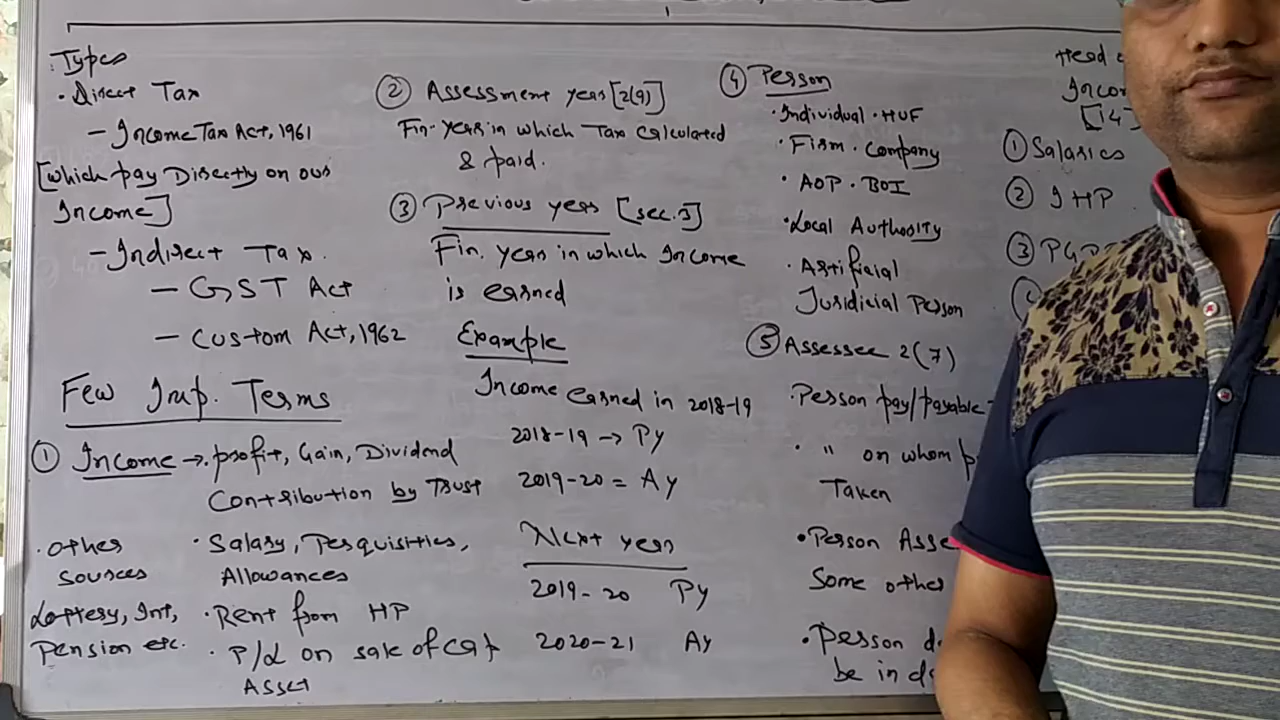 Types
• Direct Tax
– Income Tax Act, 1961
[which pay Directly on our
Income]
– Indirect Tax.
– GST Act
– Custom Act, 1962
Few Imp. Terms
① Income → • profit, Gain, Dividend
Contribution by Trust
• Salary, Perquisities,
Allowances
• Rent from HP
• P/L on sale of cap
Asset
• other
sources
Lottery, Int,
Pension etc.
② Assessment year [2(9)]
Fin. Year in which Tax calculated
& paid.
③ Previous year [sec. 3]
Fin. year in which Income
is earned
Example
Income earned in 2018-19
2018-19 → Py
2019-20 = Ay
Next year
2019-20 Py
2020-21 Ay
④ Person
• Individual • HUF
• Firm • Company
• AOP • BOI
• Local Authority
• Artificial
Juridicial Person
⑤ Assessee 2(7)
• Person pay/payable
• " on whom
Taken
• Person
Some other
• Person
be in
Head
[14]
① Salaries
② IHP
③